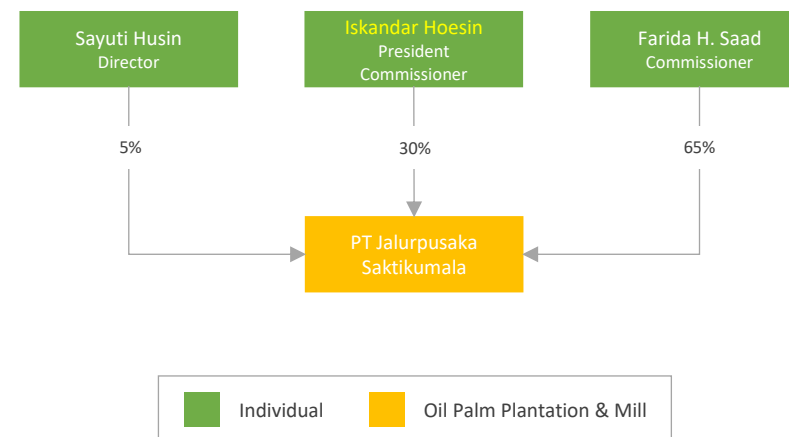 Sayuti Husin
Director
Iskandar Hoesin
President
Commissioner
Farida H. Saad
Commissioner
5%
30%
65%
PT Jalurpusaka
Saktikumala
Individual
Oil Palm Plantation & Mill